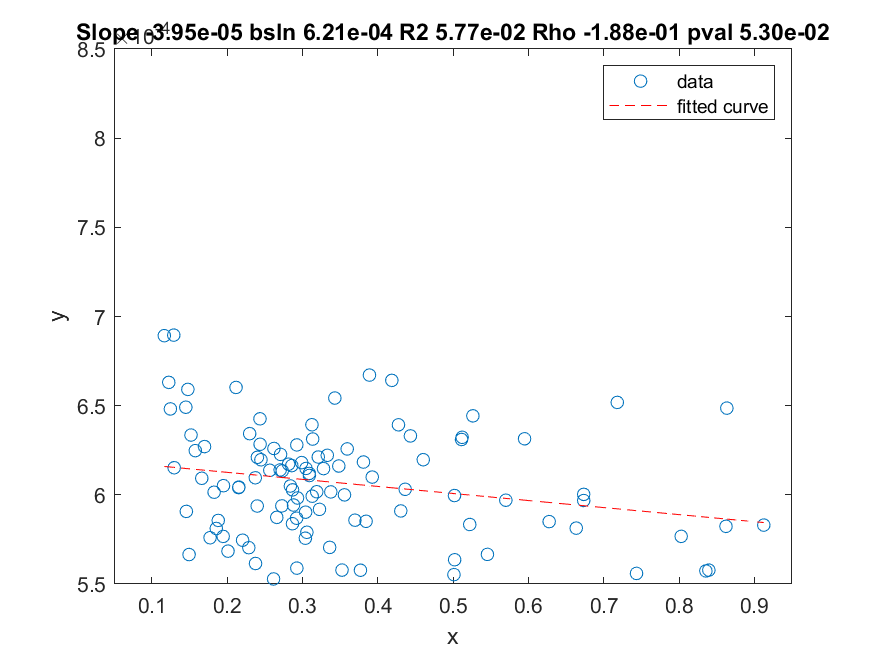 Slope -3.95e-05 bsln 6.21e-04 R2 5.77e-02 Rho -1.88e-01 pval 5.30e-02
×10⁻⁴
8.5
data
fitted curve
8
7.5
7
y
6.5
6
5.5
0.1 0.2 0.3 0.4 0.5 0.6 0.7 0.8 0.9
x